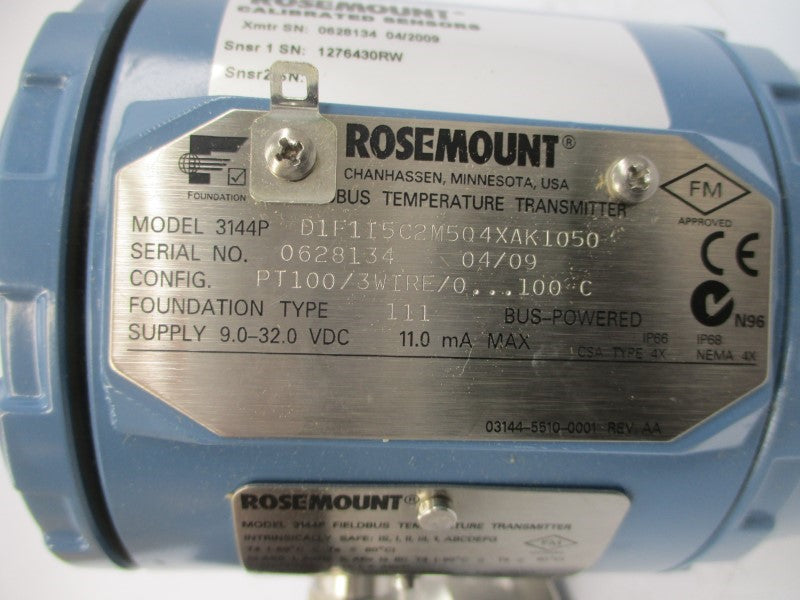 ROSEMOUNT
CALIBRATED SENSORS
Xmtr SN: 0628134 04/2009
Snsr 1 SN: 1276430RW
Snsr2 SN:
ROSEMOUNT®
CHANHASSEN, MINNESOTA, USA
FOUNDATION
TEMPERATURE TRANSMITTER
FM
APPROVED
MODEL 3144P D1F1I5C2M5Q4XAK1050
SERIAL NO. 0628134 04/09
CONFIG. PT100/3WIRE/0...100°C
FOUNDATION TYPE 111 BUS-POWERED
SUPPLY 9.0–32.0 VDC 11.0 mA MAX
CE
N96
IP66 IP68
CSA TYPE 4X NEMA 4X
03144-5510-0001 REV. AA
ROSEMOUNT®
MODEL 3144P FIELDBUS TEMPERATURE TRANSMITTER
INTRINSICALLY SAFE: